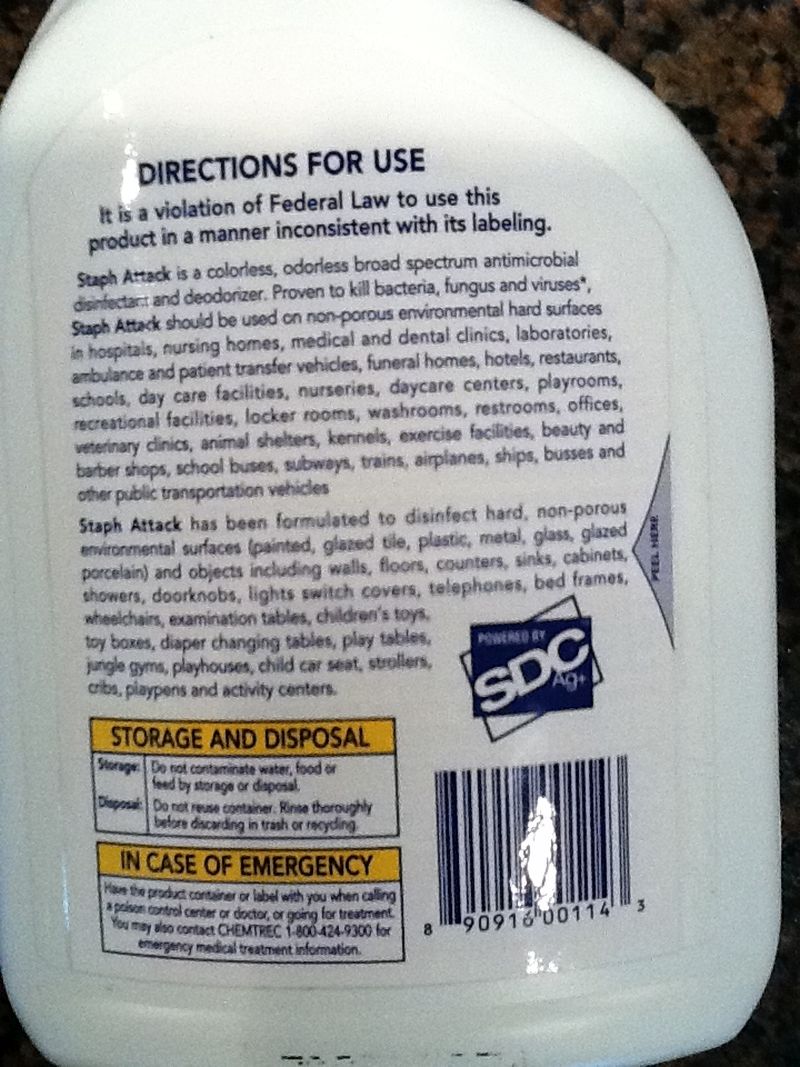 DIRECTIONS FOR USE
It is a violation of Federal Law to use this
product in a manner inconsistent with its labeling.
Staph Attack is a colorless, odorless broad spectrum antimicrobial
disinfectant and deodorizer. Proven to kill bacteria, fungus and viruses*,
Staph Attack should be used on non-porous environmental hard surfaces
in hospitals, nursing homes, medical and dental clinics, laboratories,
ambulance and patient transfer vehicles, funeral homes, hotels, restaurants,
schools, day care facilities, nurseries, daycare centers, playrooms,
recreational facilities, locker rooms, washrooms, restrooms, offices,
veterinary clinics, animal shelters, kennels, exercise facilities, beauty and
barber shops, school buses, subways, trains, airplanes, ships, busses and
other public transportation vehicles
Staph Attack has been formulated to disinfect hard, non-porous
environmental surfaces (painted, glazed tile, plastic, metal, glass, glazed
porcelain) and objects including walls, floors, counters, sinks, cabinets,
showers, doorknobs, lights switch covers, telephones, bed frames,
wheelchairs, examination tables, children's toys,
toy boxes, diaper changing tables, play tables,
jungle gyms, playhouses, child car seat, strollers,
cribs, playpens and activity centers.
PEEL HERE
POWERED BY
SDC
Ag+
STORAGE AND DISPOSAL
Storage: Do not contaminate water, food or
feed by storage or disposal.
Disposal: Do not reuse container. Rinse thoroughly
before discarding in trash or recycling.
IN CASE OF EMERGENCY
Have the product container or label with you when calling
a poison control center or doctor, or going for treatment.
You may also contact CHEMTREC 1-800-424-9300 for
emergency medical treatment information.
8 90916 00114 3